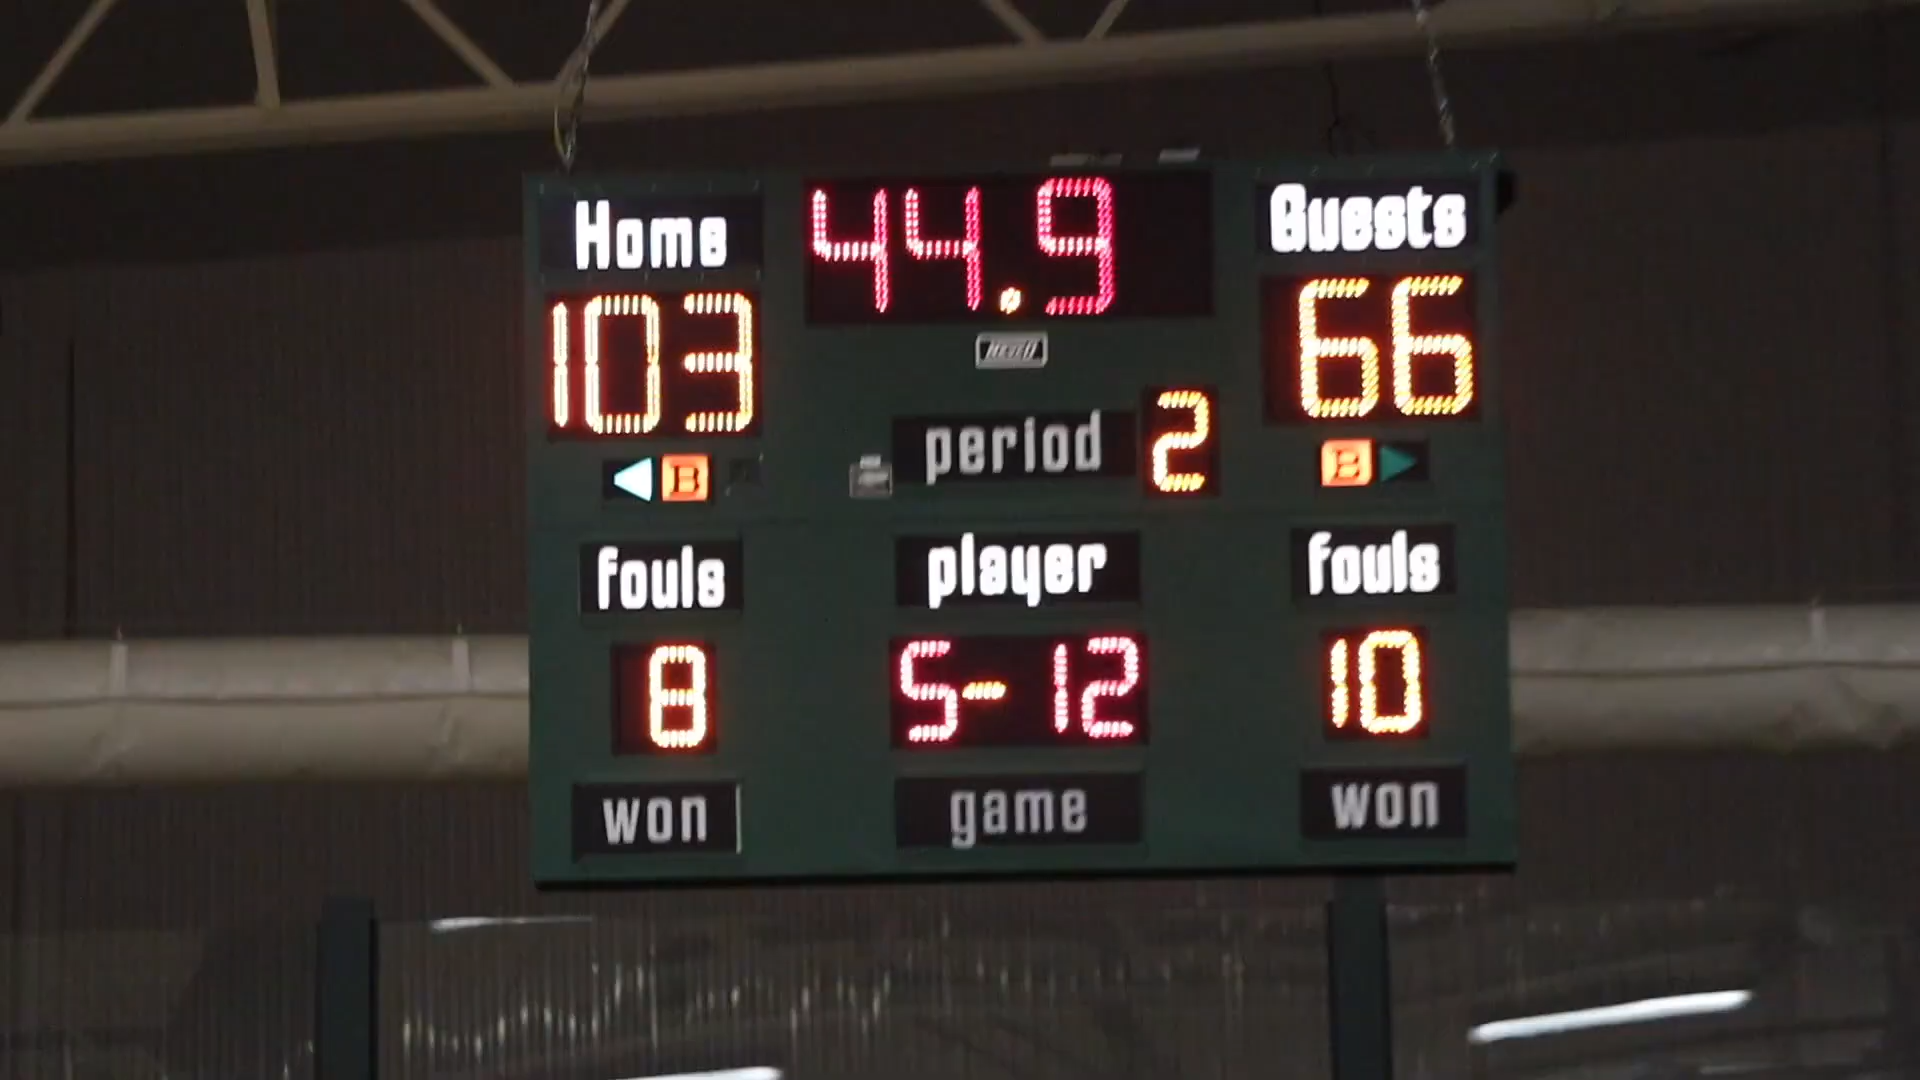 Home 44.9 Guests
103 66
period 2
B B
fouls player fouls
8 5-12 10
won game won